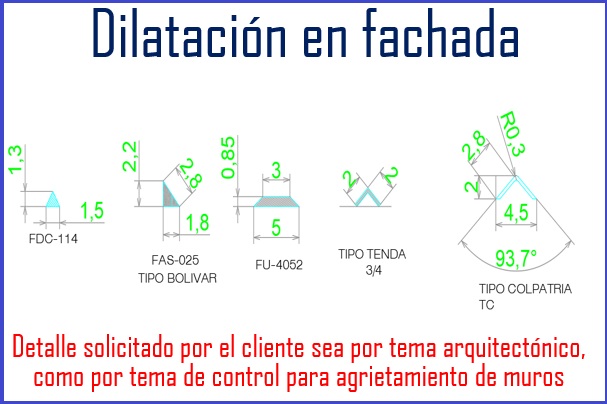 Dilatación en fachada
1,3
1,5
FDC-114
2,2
2,8
1,8
FAS-025
TIPO BOLIVAR
0,85
3
5
FU-4052
2
2
TIPO TENDA
3/4
2,8
R0,3
2
4,5
93,7°
TIPO COLPATRIA
TC
Detalle solicitado por el cliente sea por tema arquitectónico,
como por tema de control para agrietamiento de muros